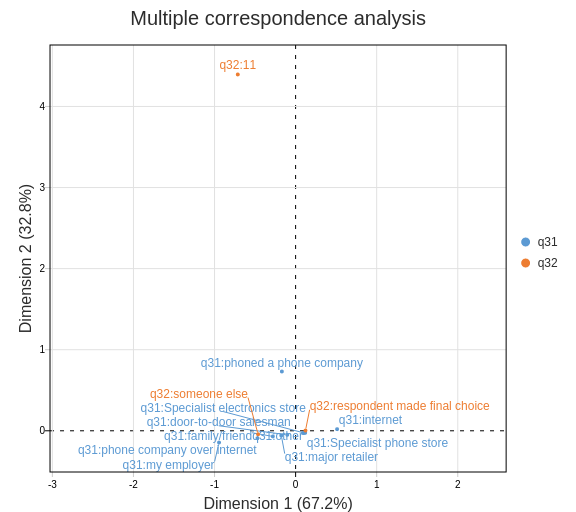 Multiple correspondence analysis
q32:11
4
3
2
1
0
Dimension 2 (32.8%)
q31
q32
q31:phoned a phone company
q32:someone else
q31:Specialist electronics store
q32:respondent made final choice
q31:door-to-door salesman
q31:internet
q31:family/friend
q31:other
q31:Specialist phone store
q31:phone company over internet
q31:major retailer
q31:my employer
-3 -2 -1 0 1 2
Dimension 1 (67.2%)